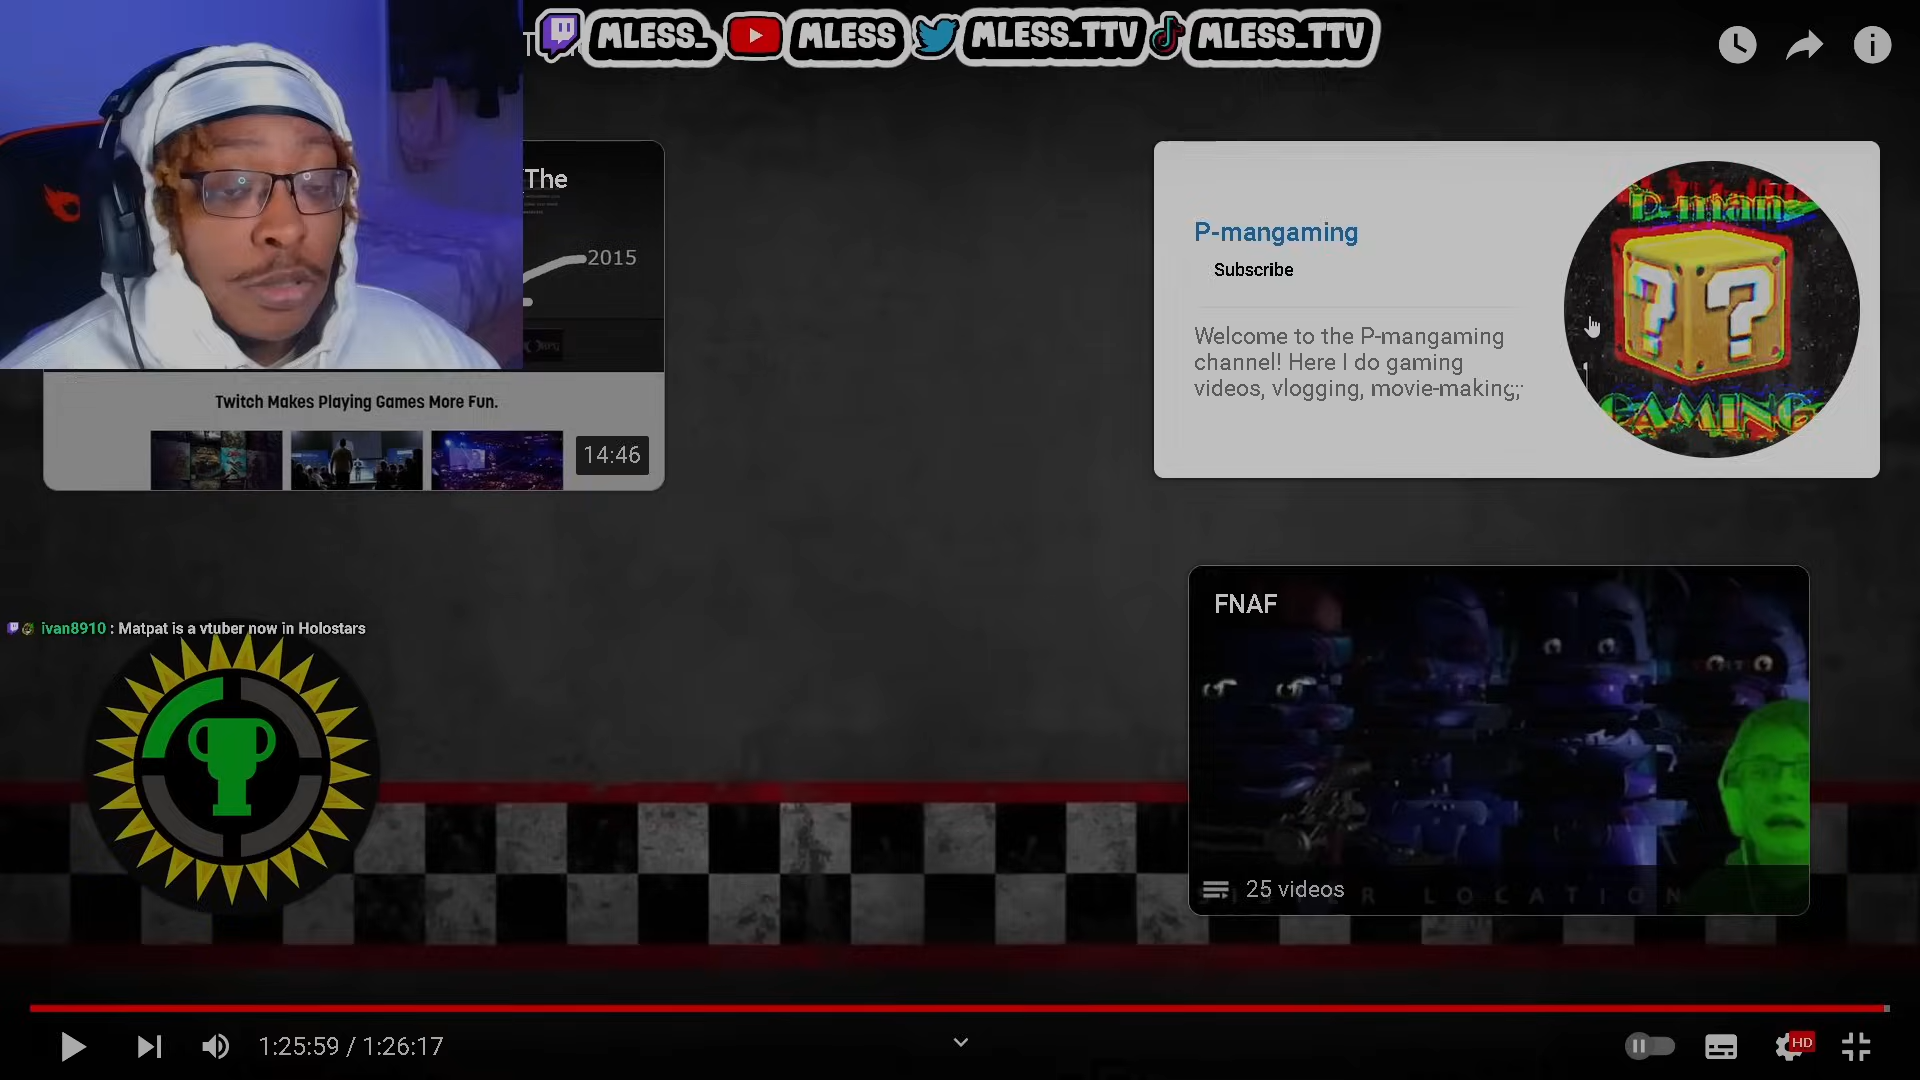 MLESS_
MLESS
MLESS_TTV
MLESS_TTV
The
2015
Twitch Makes Playing Games More Fun.
14:46
P-mangaming
Subscribe
Welcome to the P-mangaming
channel! Here I do gaming
videos, vlogging, movie-making,
P-man
GAMING
ivan8910 : Matpat is a vtuber now in Holostars
FNAF
25 videos
LOCATION
1:25:59 / 1:26:17
HD